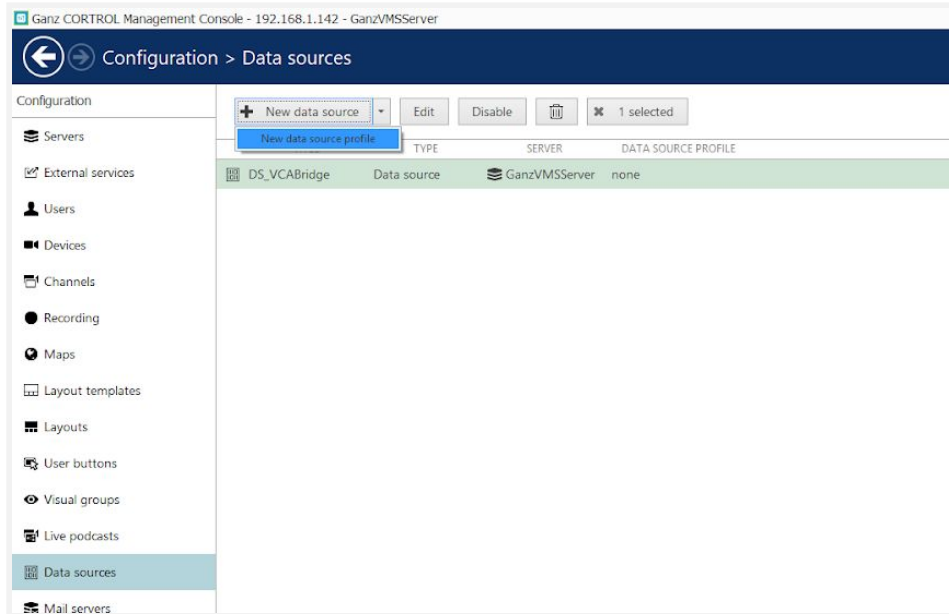 Ganz CORTROL Management Console - 192.168.1.142 - GanzVMSServer
Configuration > Data sources
Configuration
New data source
Edit
Disable
1 selected
New data source profile
TYPE
SERVER
DATA SOURCE PROFILE
Servers
DS_VCABridge
Data source
GanzVMSServer
none
External services
Users
Devices
Channels
Recording
Maps
Layout templates
Layouts
User buttons
Visual groups
Live podcasts
Data sources
Mail servers